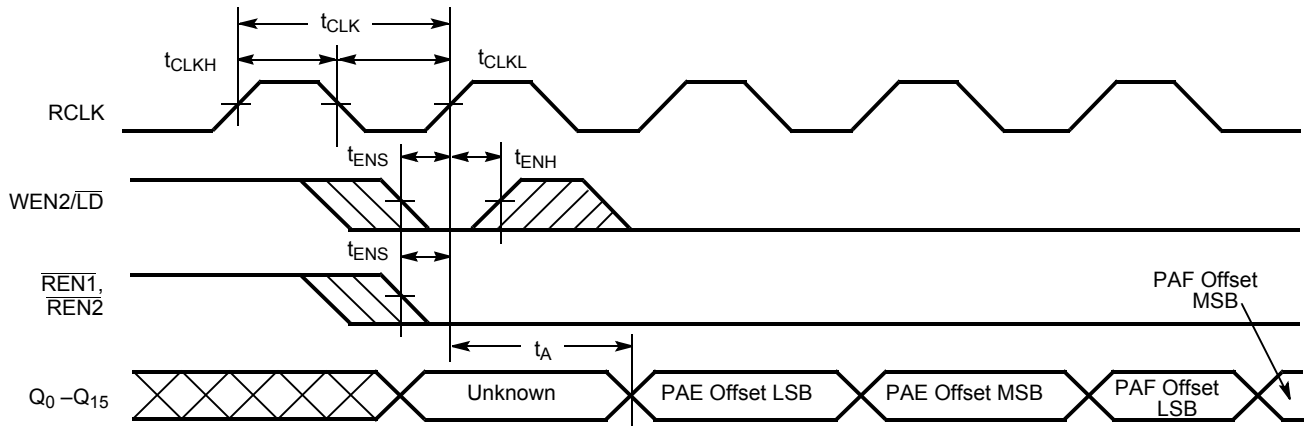 tCLK
tCLKH
tCLKL
RCLK
tENS
tENH
WEN2/LD
tENS
REN1,
REN2
PAF Offset
MSB
tA
Q0 –Q15
Unknown
PAE Offset LSB
PAE Offset MSB
PAF Offset
LSB